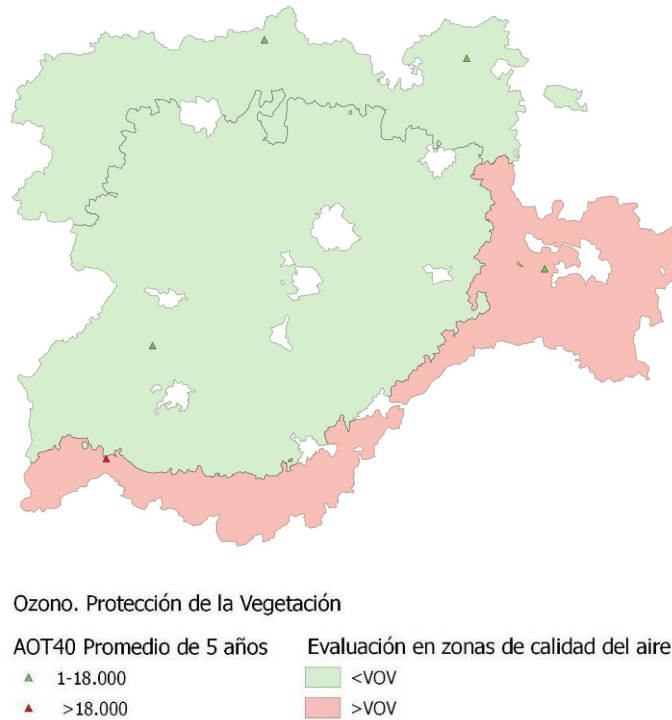 Ozono. Protección de la Vegetación
AOT40 Promedio de 5 años
1-18.000
>18.000
Evaluación en zonas de calidad del aire
<VOV
>VOV